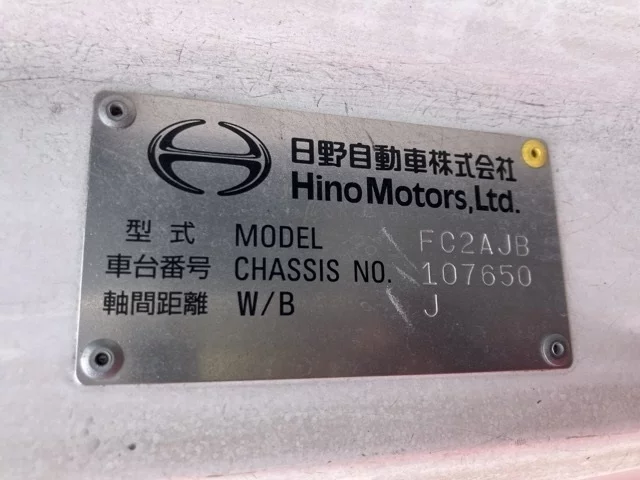 日野自動車株式会社
Hino Motors, Ltd.
型式 MODEL FC2AJB
車台番号 CHASSIS NO. 107650
軸間距離 W/B J